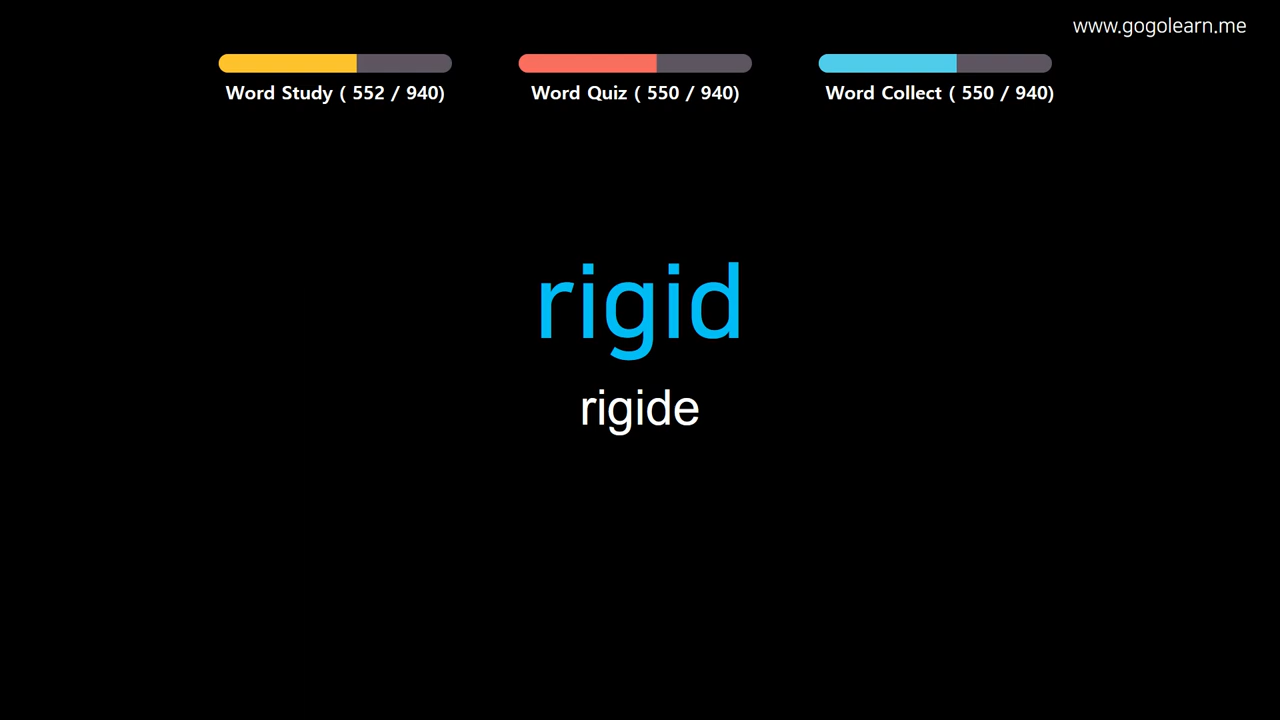 www.gogolearn.me
Word Study ( 552 / 940)
Word Quiz ( 550 / 940)
Word Collect ( 550 / 940)
rigid
rigide